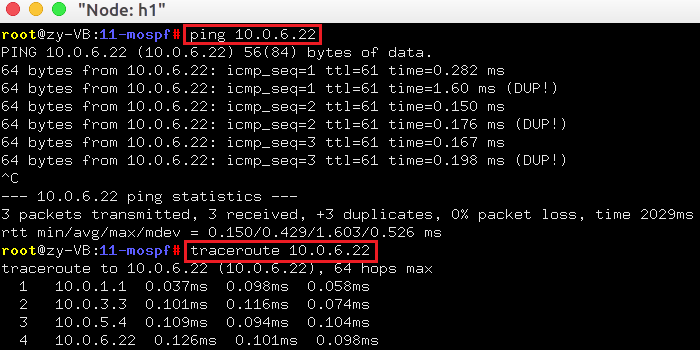 "Node: h1"
root@zy-VB:11-mospf# ping 10.0.6.22
PING 10.0.6.22 (10.0.6.22) 56(84) bytes of data.
64 bytes from 10.0.6.22: icmp_seq=1 ttl=61 time=0.282 ms
64 bytes from 10.0.6.22: icmp_seq=1 ttl=61 time=1.60 ms (DUP!)
64 bytes from 10.0.6.22: icmp_seq=2 ttl=61 time=0.150 ms
64 bytes from 10.0.6.22: icmp_seq=2 ttl=61 time=0.176 ms (DUP!)
64 bytes from 10.0.6.22: icmp_seq=3 ttl=61 time=0.167 ms
64 bytes from 10.0.6.22: icmp_seq=3 ttl=61 time=0.198 ms (DUP!)
^C
--- 10.0.6.22 ping statistics ---
3 packets transmitted, 3 received, +3 duplicates, 0% packet loss, time 2029ms
rtt min/avg/max/mdev = 0.150/0.429/1.603/0.526 ms
root@zy-VB:11-mospf# traceroute 10.0.6.22
traceroute to 10.0.6.22 (10.0.6.22), 64 hops max
1 10.0.1.1 0.037ms 0.098ms 0.058ms
2 10.0.3.3 0.101ms 0.116ms 0.074ms
3 10.0.5.4 0.109ms 0.094ms 0.104ms
4 10.0.6.22 0.126ms 0.101ms 0.098ms